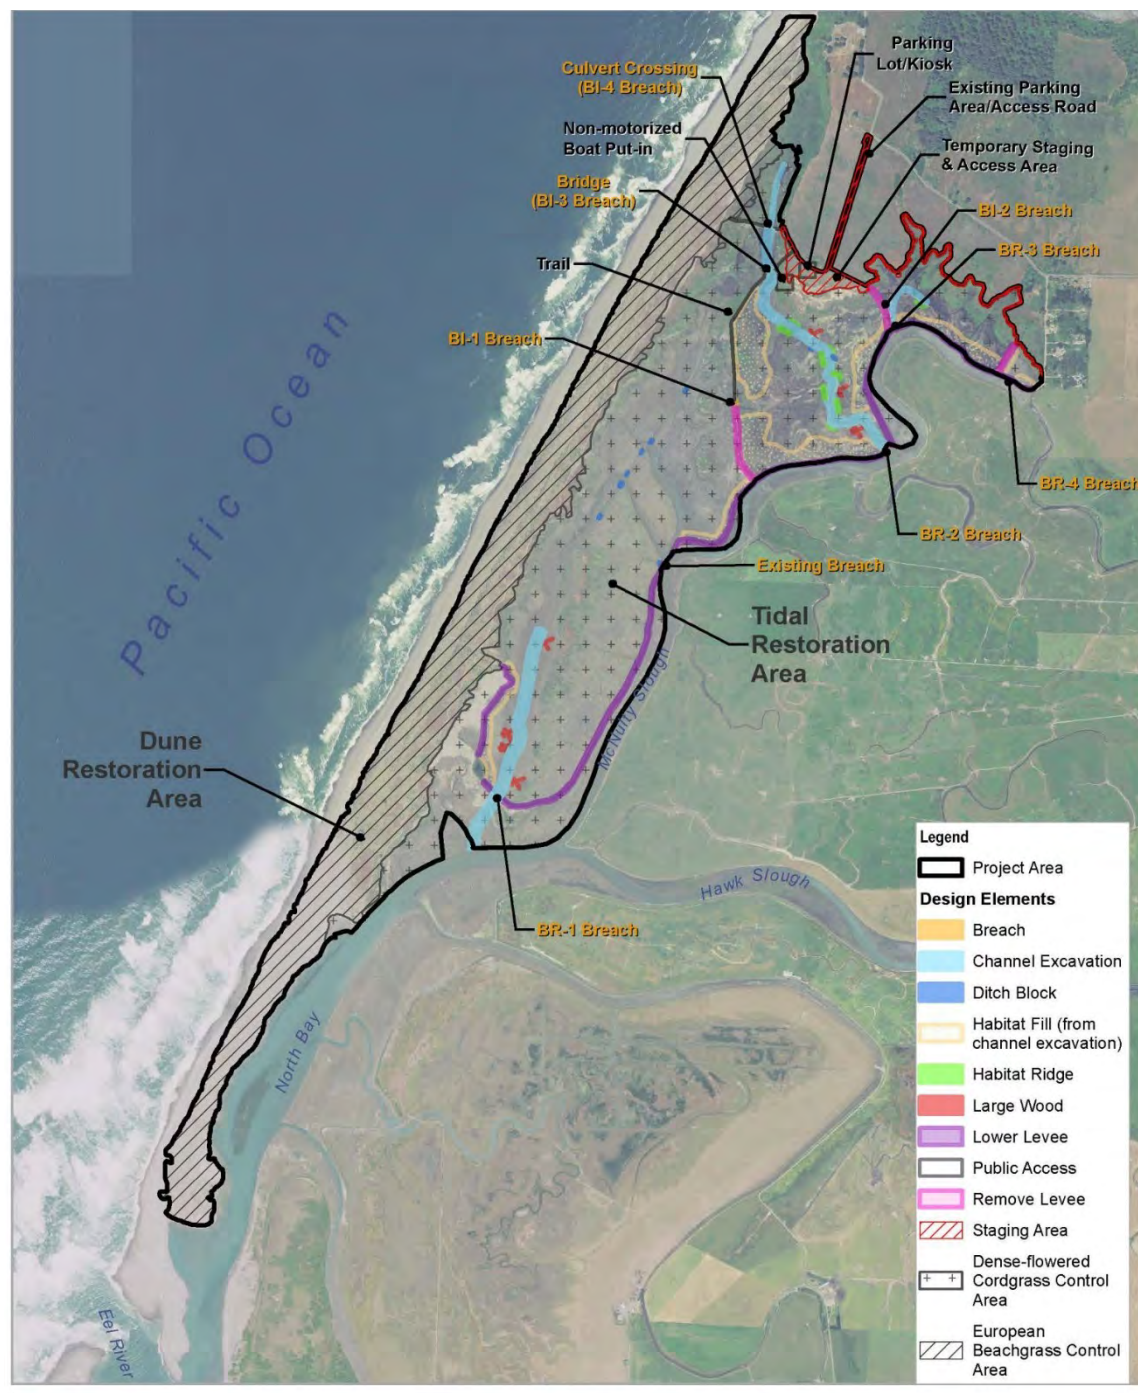 Parking
Lot/Kiosk
Culvert Crossing
(BI-4 Breach)
Existing Parking
Area/Access Road
Non-motorized
Boat Put-in
Temporary Staging
& Access Area
Bridge
(BI-3 Breach)
BI-2 Breach
BR-3 Breach
Trail
BI-1 Breach
Pacific Ocean
BR-4 Breach
BR-2 Breach
Existing Breach
Tidal
Restoration
Area
McNulty Slough
Dune
Restoration
Area
Hawk Slough
BR-1 Breach
North Bay
Eel River
Legend
Project Area
Design Elements
Breach
Channel Excavation
Ditch Block
Habitat Fill (from
channel excavation)
Habitat Ridge
Large Wood
Lower Levee
Public Access
Remove Levee
Staging Area
Dense-flowered
Cordgrass Control
Area
European
Beachgrass Control
Area